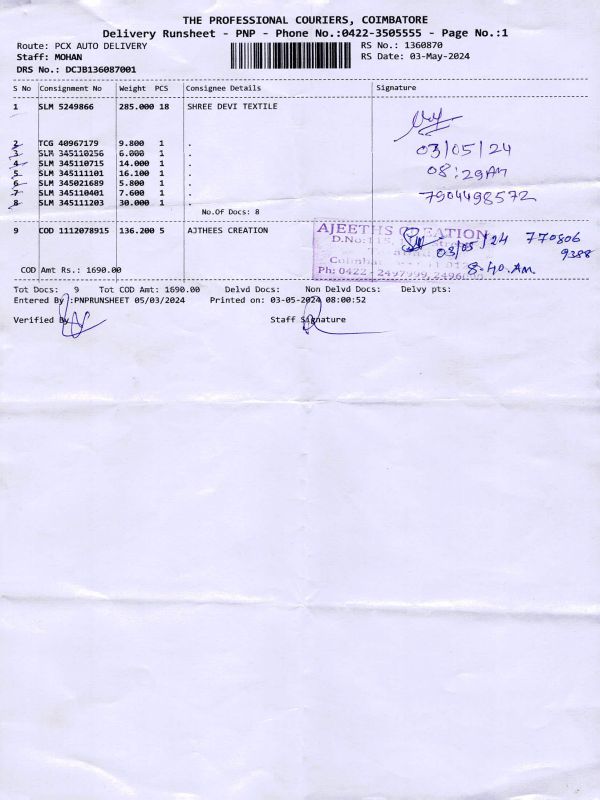 THE PROFESSIONAL COURIERS, COIMBATORE
Delivery Runsheet - PNP - Phone No.:0422-3505555 - Page No.:1
Route: PCX AUTO DELIVERY RS No.: 1360870
Staff: MOHAN RS Date: 03-May-2024
DRS No.: DCJB136087001
S No Consignment No Weight PCS Consignee Details Signature
1 SLM 5249866 285.000 18 SHREE DEVI TEXTILE
2 TCG 40967179 9.800 1 .
3 SLM 345110256 6.000 1 . 03/05/24
4 SLM 345110715 14.000 1 .
5 SLM 345111101 16.100 1 . 08:29AM
6 SLM 345021689 5.800 1 .
7 SLM 345110401 7.600 1 . 7904498572
8 SLM 345111203 30.000 1 .
No.Of Docs: 8
9 COD 1112078915 136.200 5 AJTHEES CREATION
AJEETHS CREATION
D.No:
03/05/24 770806
9388
Coimbat
Ph: 0422 - 2497999,
8-40.AM
COD Amt Rs.: 1690.00
Tot Docs: 9 Tot COD Amt: 1690.00 Delvd Docs: Non Delvd Docs: Delvy pts:
Entered By :PNPRUNSHEET 05/03/2024 Printed on: 03-05-2024 08:00:52
Verified By Staff Signature